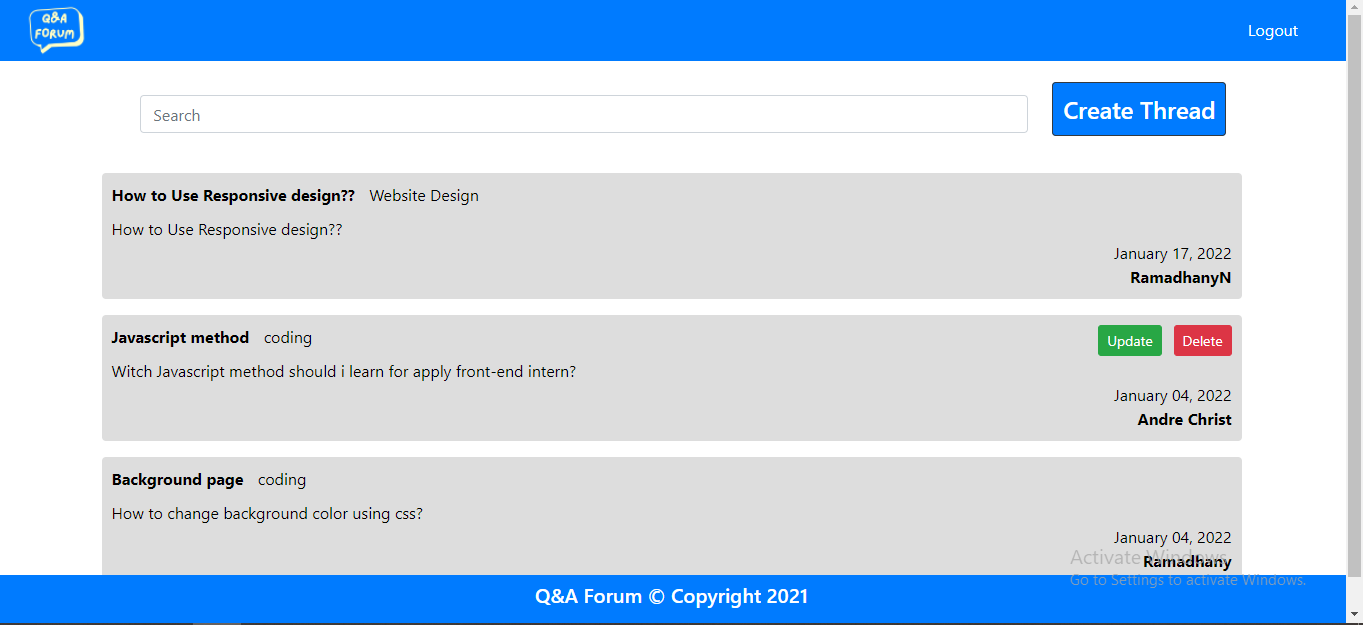 Q&A
FORUM
Logout
Search
Create Thread
How to Use Responsive design?? Website Design
How to Use Responsive design??
January 17, 2022
RamadhanyN
Javascript method coding
Update Delete
Witch Javascript method should i learn for apply front-end intern?
January 04, 2022
Andre Christ
Background page coding
How to change background color using css?
January 04, 2022
Ramadhany
Activate Windows
Go to Settings to activate Windows.
Q&A Forum © Copyright 2021